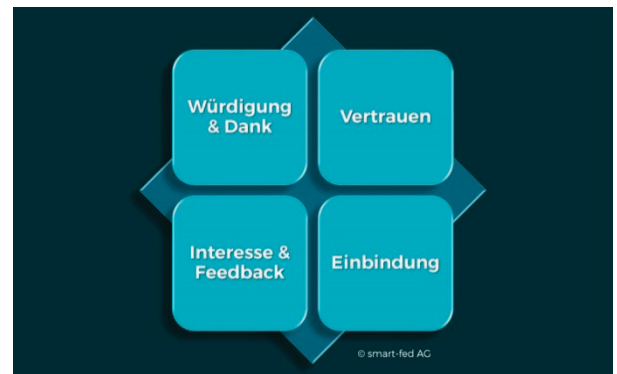 Würdigung
& Dank
Vertrauen
Interesse &
Feedback
Einbindung
© smart-fed AG